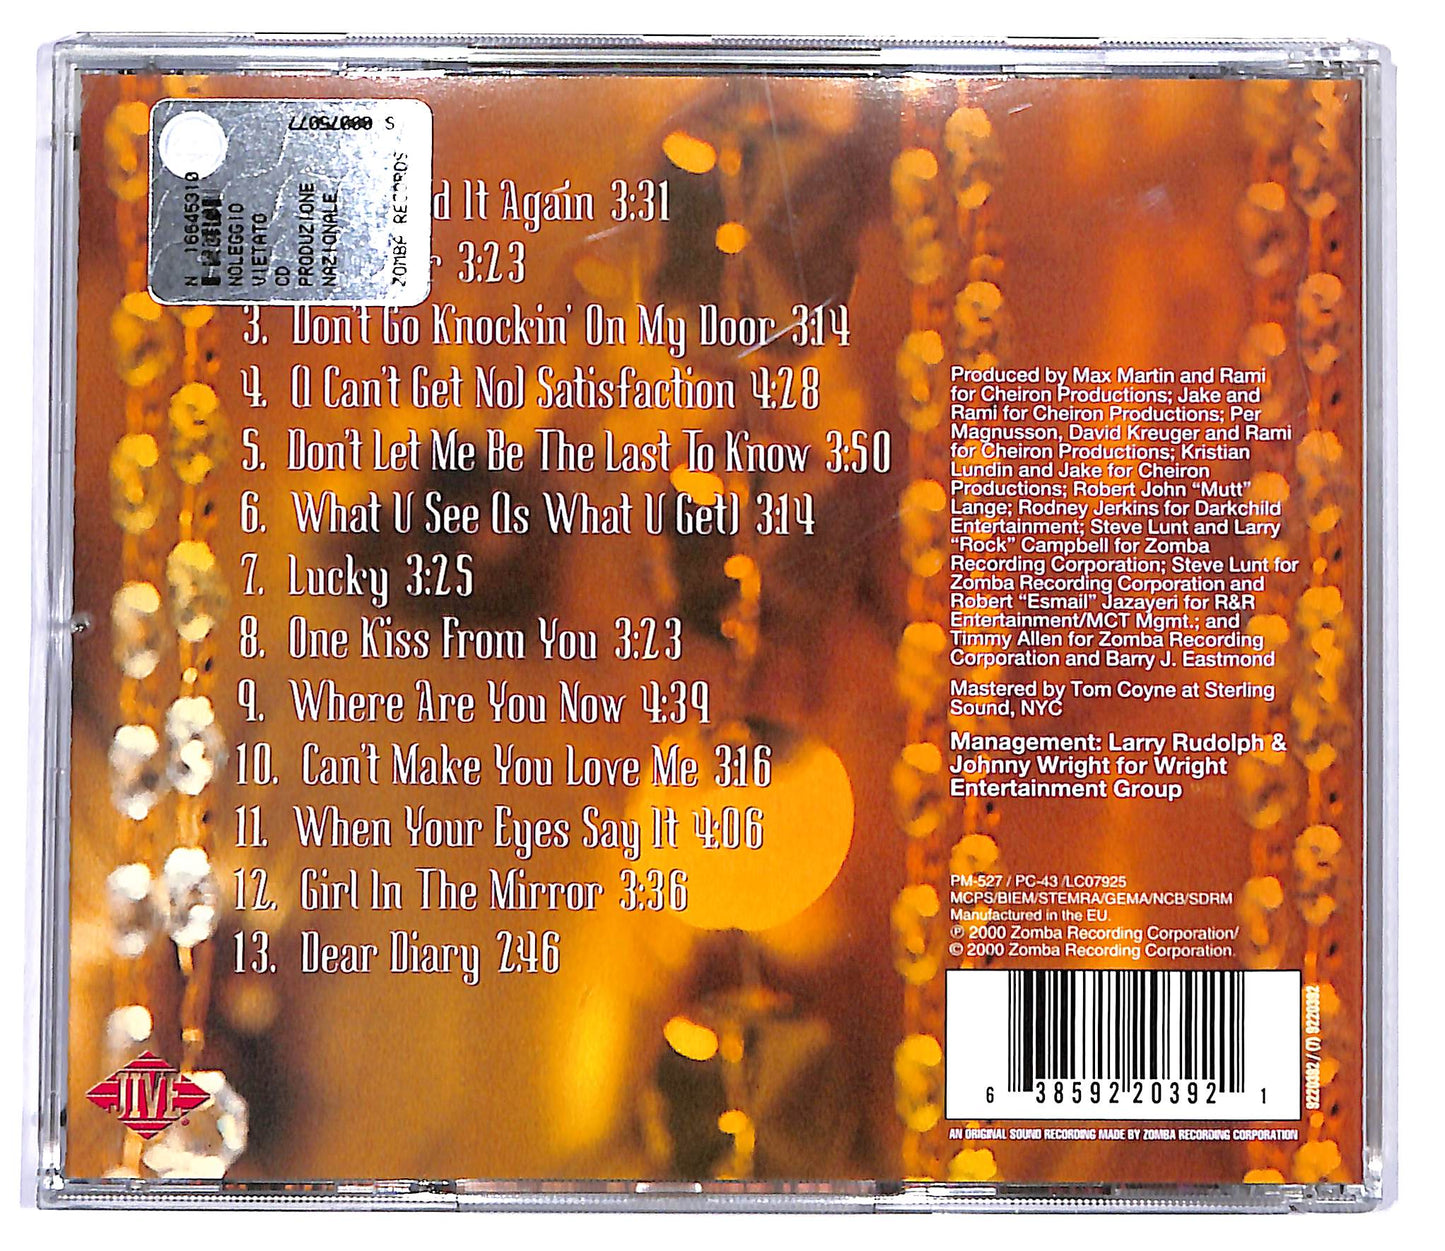 S 000075077
N 16645310
NOLEGGIO
VIETATO
CD
PRODUZIONE
NAZIONALE
ZOMBA RECORDS
d It Again 3:31
r 3:23
3. Don't Go Knockin' On My Door 3:14
4. (I Can't Get No) Satisfaction 4:28
5. Don't Let Me Be The Last To Know 3:50
6. What U See (Is What U Get) 3:14
7. Lucky 3:25
8. One Kiss From You 3:23
9. Where Are You Now 4:39
10. Can't Make You Love Me 3:16
11. When Your Eyes Say It 4:06
12. Girl In The Mirror 3:36
13. Dear Diary 2:46
JIVE
Produced by Max Martin and Rami
for Cheiron Productions; Jake and
Rami for Cheiron Productions; Per
Magnusson, David Kreuger and Rami
for Cheiron Productions; Kristian
Lundin and Jake for Cheiron
Productions; Robert John “Mutt”
Lange; Rodney Jerkins for Darkchild
Entertainment; Steve Lunt and Larry
“Rock” Campbell for Zomba
Recording Corporation; Steve Lunt for
Zomba Recording Corporation and
Robert “Esmail” Jazayeri for R&R
Entertainment/MCT Mgmt.; and
Timmy Allen for Zomba Recording
Corporation and Barry J. Eastmond
Mastered by Tom Coyne at Sterling
Sound, NYC
Management: Larry Rudolph &
Johnny Wright for Wright
Entertainment Group
PM-527 / PC-43 /LC07925
MCPS/BIEM/STEMRA/GEMA/NCB/SDRM
Manufactured in the EU.
℗ 2000 Zomba Recording Corporation/
© 2000 Zomba Recording Corporation.
6 38592 20392 1
9220392 / (7) 9220392
AN ORIGINAL SOUND RECORDING MADE BY ZOMBA RECORDING CORPORATION